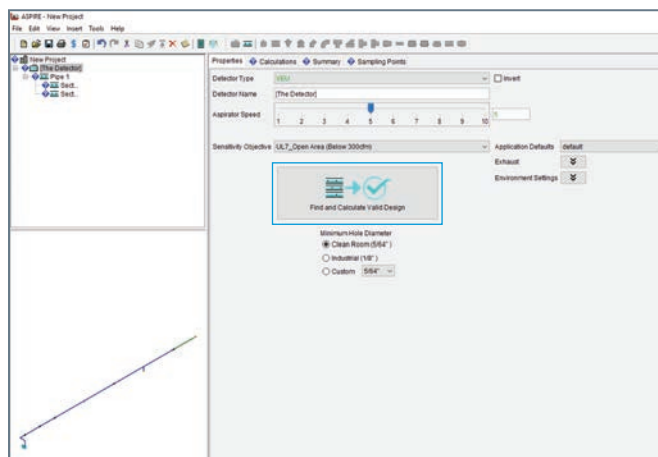 ASPIRE - New Project
File Edit View Insert Tools Help
New Project
[The Detector]
Pipe 1
Sect...
Sect...
Properties Calculations Summary Sampling Points
Detector Type VEU Invert
Detector Name [The Detector]
Aspirator Speed 1 2 3 4 5 6 7 8 9 10 5
Sensitivity Objective UL7_Open Area (Below 300cfm) Application Defaults default
Exhaust
Environment Settings
Find and Calculate Valid Design
Minimum Hole Diameter
Clean Room (5/64")
Industrial (1/8")
Custom 5/64"